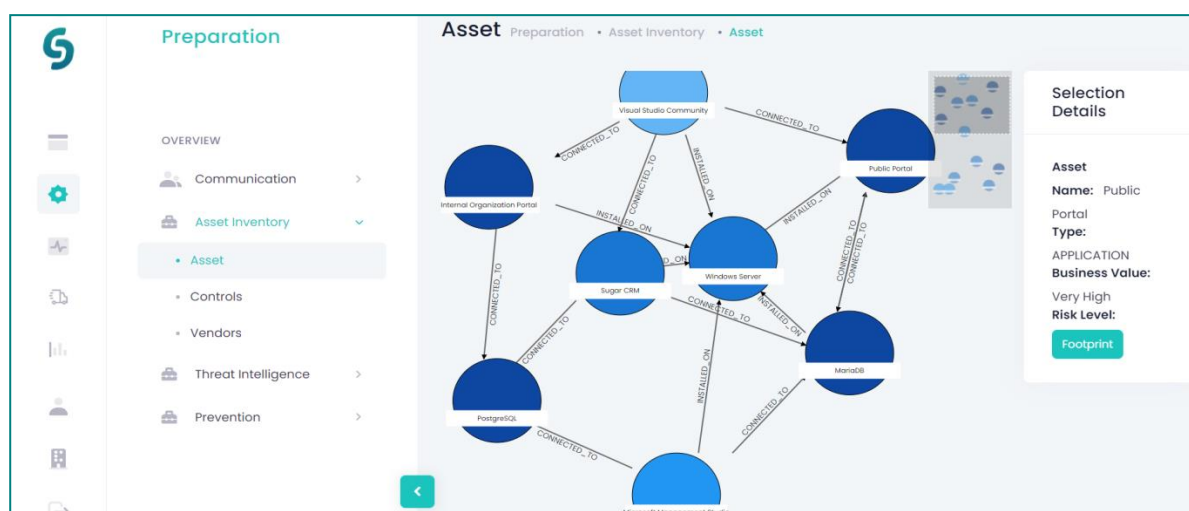 Preparation
OVERVIEW
Communication
Asset Inventory
Asset
Controls
Vendors
Threat Intelligence
Prevention
Asset Preparation • Asset Inventory • Asset
Visual Studio Community
CONNECTED_TO
CONNECTED_TO
CONNECTED_TO
INSTALLED_ON
Public Portal
Internal Organization Portal
INSTALLED_ON
INSTALLED_ON
CONNECTED_TO
CONNECTED_TO
CONNECTED_TO
D_ON
Windows Server
Sugar CRM
CONNECTED_TO
INSTALLED_ON
CONNECTED_TO
MariaDB
INSTALLED_ON
CONNECTED_TO
PostgreSQL
CONNECTED_TO
Selection
Details
Asset
Name: Public
Portal
Type:
APPLICATION
Business Value:
Very High
Risk Level:
Footprint